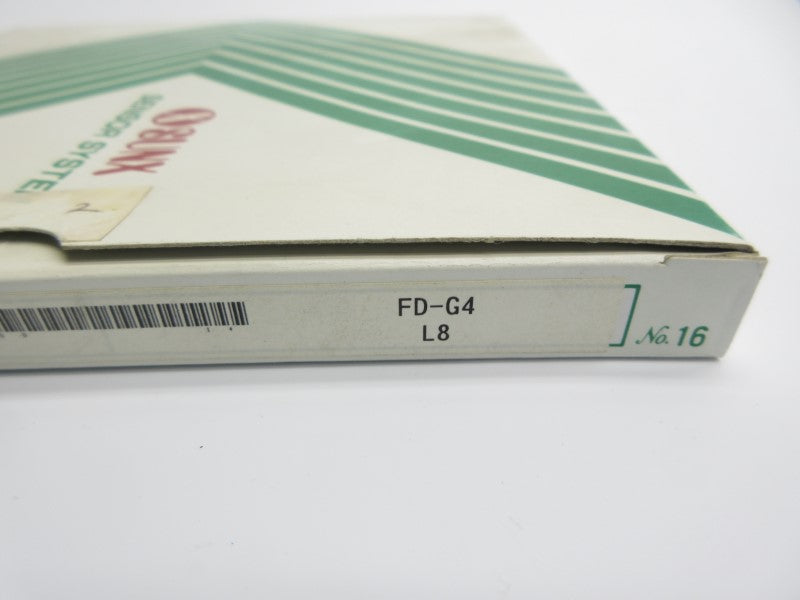 SUNX
SENSOR SYSTE
FD-G4
L8
No. 16